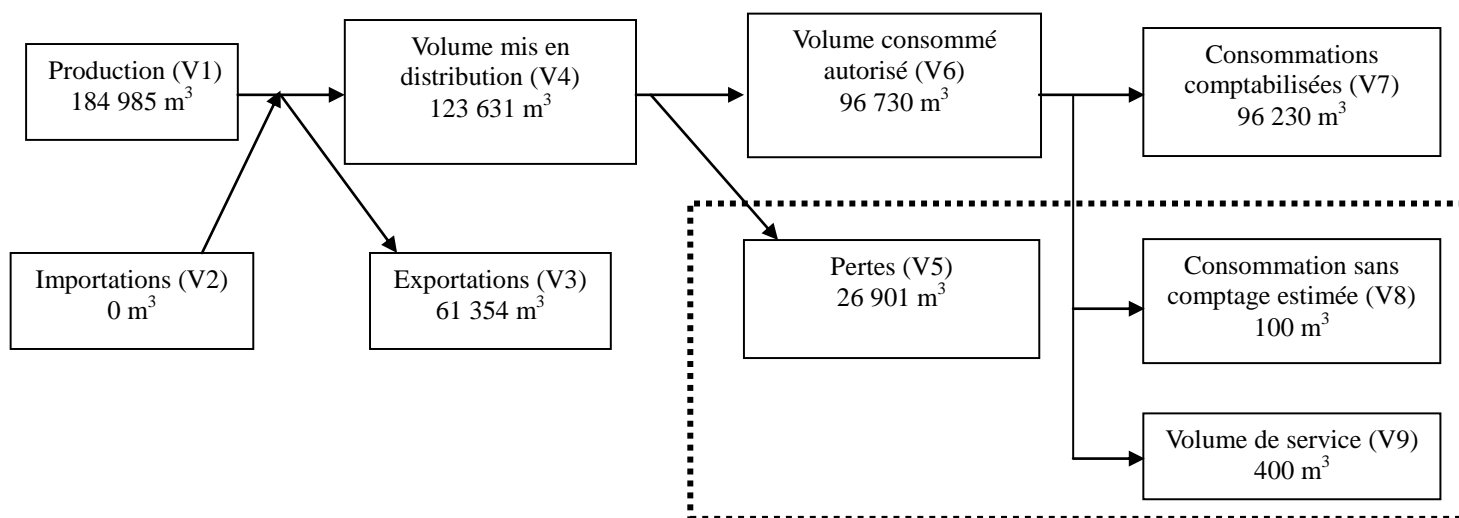 Production (V1)
184 985 m³
Volume mis en
distribution (V4)
123 631 m³
Volume consommé
autorisé (V6)
96 730 m³
Consommations
comptabilisées (V7)
96 230 m³
Importations (V2)
0 m³
Exportations (V3)
61 354 m³
Pertes (V5)
26 901 m³
Consommation sans
comptage estimée (V8)
100 m³
Volume de service (V9)
400 m³